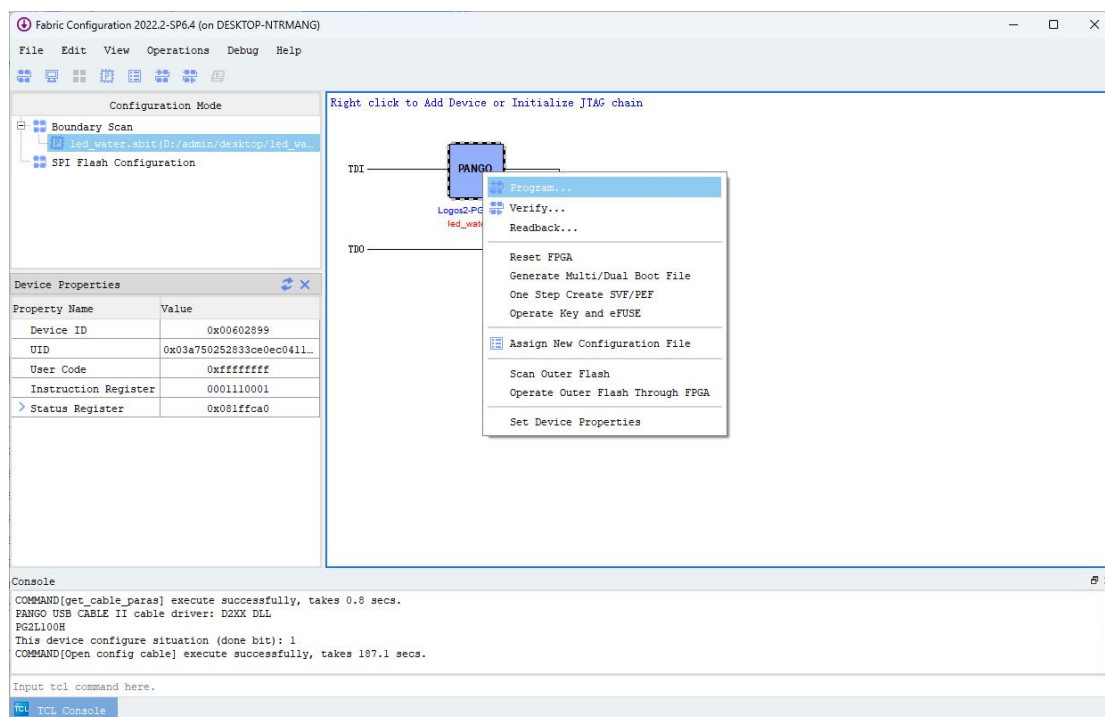 Fabric Configuration 2022.2-SP6.4 (on DESKTOP-NTRMANG)
File Edit View Operations Debug Help
Configuration Mode
Boundary Scan
led_water.sbit(D:/admin/desktop/led_wa...
SPI Flash Configuration
Device Properties
Property Name Value
Device ID 0x00602899
UID 0x03a750252833ce0ec0411...
User Code 0xffffffff
Instruction Register 0001110001
Status Register 0x081ffca0
Right click to Add Device or Initialize JTAG chain
TDI
PANGO
Logos2-PG
led_wat
TDO
Program...
Verify...
Readback...
Reset FPGA
Generate Multi/Dual Boot File
One Step Create SVF/PEF
Operate Key and eFUSE
Assign New Configuration File
Scan Outer Flash
Operate Outer Flash Through FPGA
Set Device Properties
Console
COMMAND[get_cable_paras] execute successfully, takes 0.8 secs.
PANGO USB CABLE II cable driver: D2XX DLL
PG2L100H
This device configure situation (done bit): 1
COMMAND[Open config cable] execute successfully, takes 187.1 secs.
Input tcl command here.
TCL TCL Console